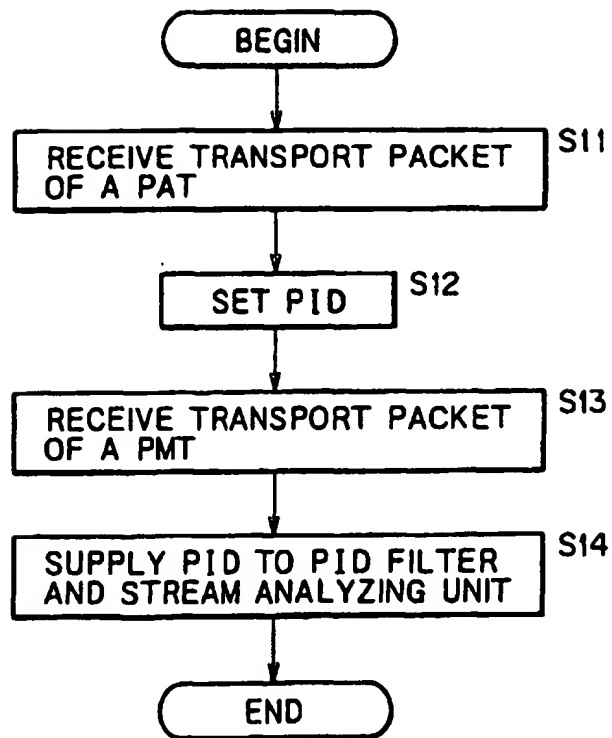 BEGIN
S11
RECEIVE TRANSPORT PACKET
OF A PAT
S12
SET PID
S13
RECEIVE TRANSPORT PACKET
OF A PMT
S14
SUPPLY PID TO PID FILTER
AND STREAM ANALYZING UNIT
END